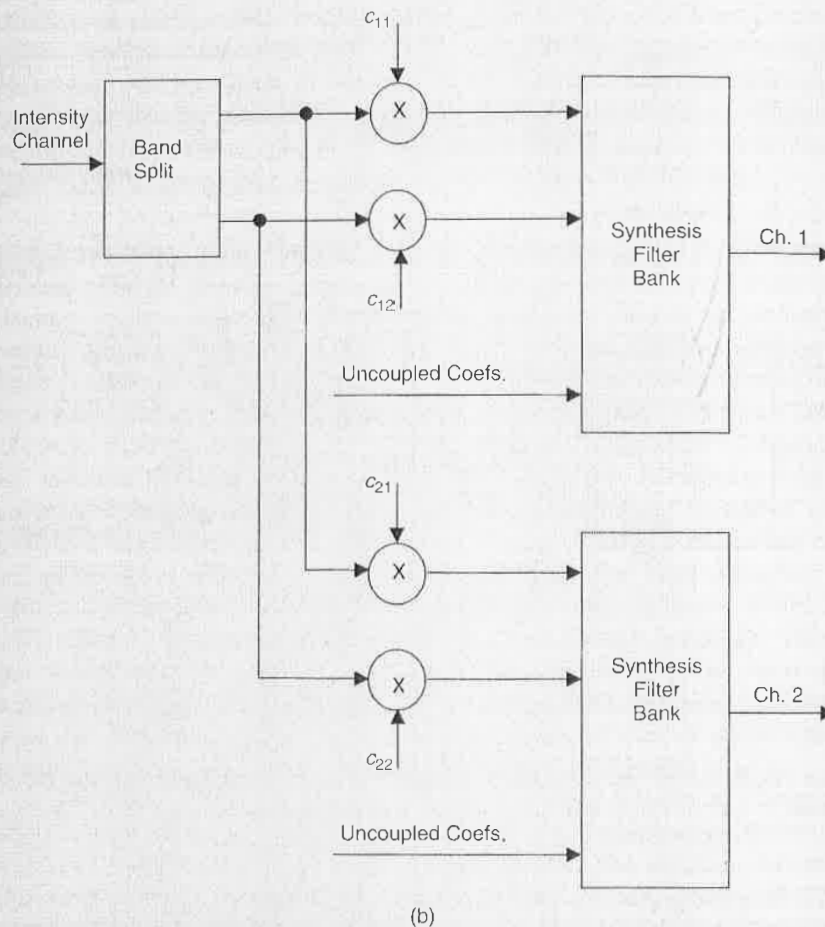 c11
Intensity
Channel
Band
Split
X
X
c12
Synthesis
Filter
Bank
Ch. 1
Uncoupled Coefs.
c21
X
X
c22
Synthesis
Filter
Bank
Ch. 2
Uncoupled Coefs.
(b)